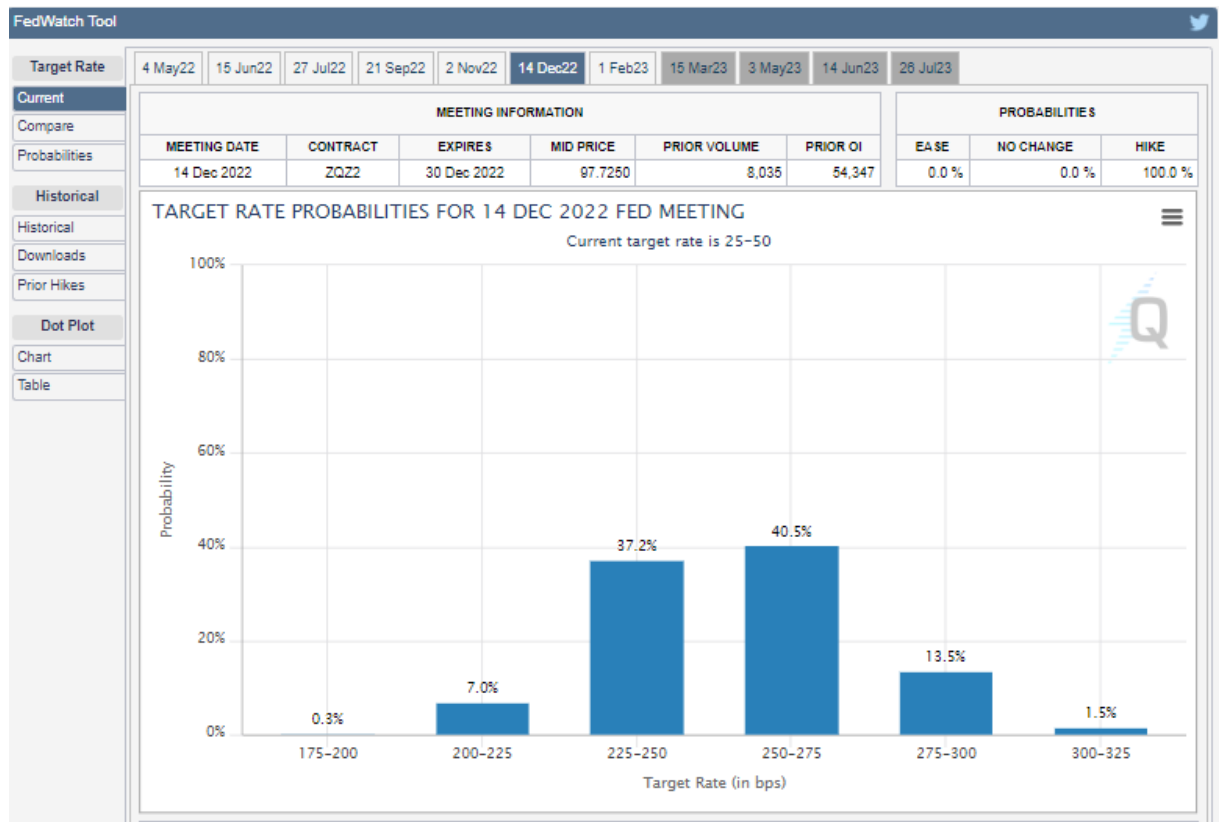 FedWatch Tool
Target Rate
Current
Compare
Probabilities
Historical
Historical
Downloads
Prior Hikes
Dot Plot
Chart
Table
4 May22 15 Jun22 27 Jul22 21 Sep22 2 Nov22 14 Dec22 1 Feb23 15 Mar23 3 May23 14 Jun23 26 Jul23
MEETING INFORMATION
MEETING DATE CONTRACT EXPIRES MID PRICE PRIOR VOLUME PRIOR OI
14 Dec 2022 ZQZ2 30 Dec 2022 97.7250 8,035 54,347
PROBABILITIES
EASE NO CHANGE HIKE
0.0 % 0.0 % 100.0 %
TARGET RATE PROBABILITIES FOR 14 DEC 2022 FED MEETING
Current target rate is 25-50
Probability
100%
80%
60%
40%
20%
0%
0.3% 7.0% 37.2% 40.5% 13.5% 1.5%
175-200 200-225 225-250 250-275 275-300 300-325
Target Rate (in bps)
Q